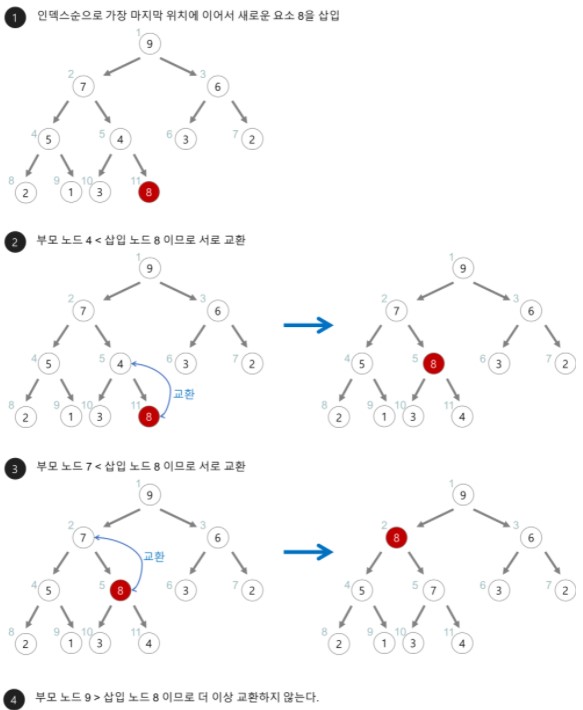 1 인덱스순으로 가장 마지막 위치에 이어서 새로운 요소 8을 삽입
1
9
2 3
7 6
4 5 6 7
5 4 3 2
8 9 10 11
2 1 3 8
2 부모 노드 4 < 삽입 노드 8 이므로 서로 교환
1 1
9 9
2 3 2 3
7 6 7 6
4 5 6 7 4 5 6 7
5 4 3 2 5 8 3 2
교환
8 9 10 11 8 9 10 11
2 1 3 8 2 1 3 4
3 부모 노드 7 < 삽입 노드 8 이므로 서로 교환
1 1
9 9
2 3 2 3
7 6 8 6
교환
4 5 6 7 4 5 6 7
5 8 3 2 5 7 3 2
8 9 10 11 8 9 10 11
2 1 3 4 2 1 3 4
4 부모 노드 9 > 삽입 노드 8 이므로 더 이상 교환하지 않는다.